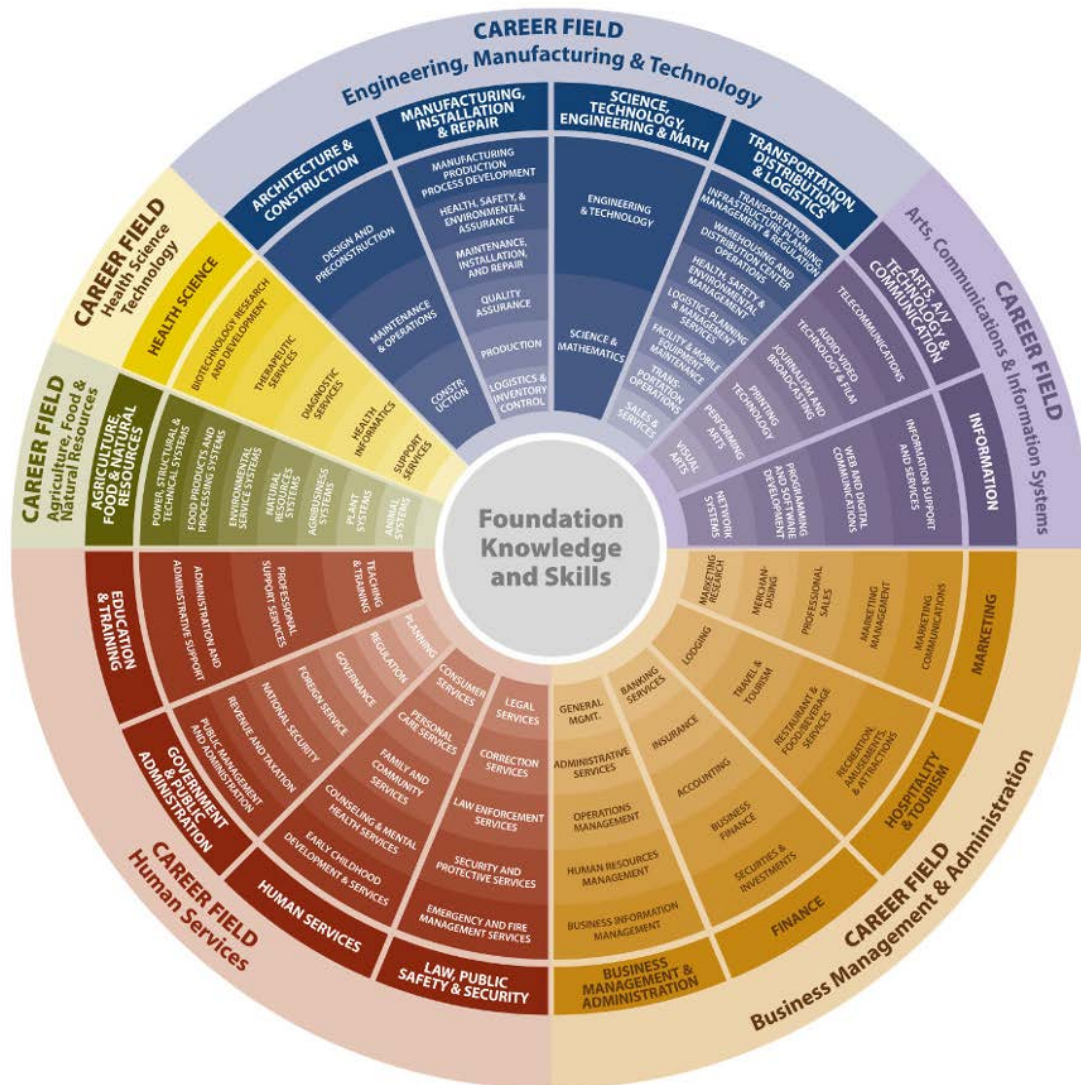 CAREER FIELD
Engineering, Manufacturing & Technology
ARCHITECTURE &
CONSTRUCTION
DESIGN AND
PRECONSTRUCTION
MAINTENANCE
& OPERATIONS
CONSTR
UCTION
MANUFACTURING,
INSTALLATION
& REPAIR
MANUFACTURING
PRODUCTION
PROCESS DEVELOPMENT
HEALTH, SAFETY, &
ENVIRONMENTAL
ASSURANCE
MAINTENANCE,
INSTALLATION,
AND REPAIR
QUALITY
ASSURANCE
PRODUCTION
LOGISTICS &
INVENTORY
CONTROL
SCIENCE,
TECHNOLOGY,
ENGINEERING & MATH
ENGINEERING
& TECHNOLOGY
SCIENCE &
MATHEMATICS
TRANSPORTATION,
DISTRIBUTION
& LOGISTICS
TRANSPORTATION
INFRASTRUCTURE PLANNING,
MANAGEMENT & REGULATION
WAREHOUSING AND
DISTRIBUTION CENTER
OPERATIONS
HEALTH, SAFETY &
ENVIRONMENTAL
MANAGEMENT
LOGISTICS PLANNING
& MANAGEMENT
SERVICES
FACILITY & MOBILE
EQUIPMENT
MAINTENANCE
TRANS-
PORTATION
OPERATIONS
SALES &
SERVICES
CAREER FIELD
Arts, Communications & Information Systems
ARTS, A/V,
TECHNOLOGY &
COMMUNICATION
TELECOMMUNICATIONS
AUDIO-VIDEO
TECHNOLOGY & FILM
JOURNALISM AND
BROADCASTING
PRINTING
TECHNOLOGY
PERFORMING
ARTS
VISUAL
ARTS
INFORMATION
INFORMATION SUPPORT
AND SERVICES
WEB AND DIGITAL
COMMUNICATIONS
PROGRAMMING
AND SOFTWARE
DEVELOPMENT
NETWORK
SYSTEMS
CAREER FIELD
Business Management & Administration
MARKETING
MARKETING
COMMUNICATIONS
MARKETING
MANAGEMENT
PROFESSIONAL
SALES
MERCHAN-
DISING
MARKETING
RESEARCH
HOSPITALITY
& TOURISM
RECREATION,
AMUSEMENTS,
& ATTRACTIONS
RESTAURANT &
FOOD/BEVERAGE
SERVICES
TRAVEL &
TOURISM
LODGING
FINANCE
SECURITIES &
INVESTMENTS
BUSINESS
FINANCE
ACCOUNTING
INSURANCE
BANKING
SERVICES
BUSINESS
MANAGEMENT &
ADMINISTRATION
GENERAL
MGMT.
ADMINISTRATIVE
SERVICES
OPERATIONS
MANAGEMENT
HUMAN RESOURCES
MANAGEMENT
BUSINESS INFORMATION
MANAGEMENT
CAREER FIELD
Human Services
LAW, PUBLIC
SAFETY & SECURITY
LEGAL
SERVICES
CORRECTION
SERVICES
LAW ENFORCEMENT
SERVICES
SECURITY AND
PROTECTIVE SERVICES
EMERGENCY AND FIRE
MANAGEMENT SERVICES
HUMAN SERVICES
CONSUMER
SERVICES
PERSONAL
CARE SERVICES
FAMILY AND
COMMUNITY
SERVICES
COUNSELING & MENTAL
HEALTH SERVICES
EARLY CHILDHOOD
DEVELOPMENT & SERVICES
GOVERNMENT
& PUBLIC
ADMINISTRATION
PLANNING
REGULATION
GOVERNANCE
FOREIGN SERVICE
NATIONAL SECURITY
REVENUE AND TAXATION
PUBLIC MANAGEMENT
AND ADMINISTRATION
EDUCATION
& TRAINING
TEACHING
& TRAINING
PROFESSIONAL
SUPPORT SERVICES
ADMINISTRATION AND
ADMINISTRATIVE SUPPORT
CAREER FIELD
Agriculture, Food &
Natural Resources
AGRICULTURE,
FOOD & NATURAL
RESOURCES
POWER, STRUCTURAL &
TECHNICAL SYSTEMS
FOOD PRODUCTS AND
PROCESSING SYSTEMS
ENVIRONMENTAL
SERVICE SYSTEMS
NATURAL
RESOURCES
SYSTEMS
AGRIBUSINESS
SYSTEMS
PLANT
SYSTEMS
ANIMAL
SYSTEMS
CAREER FIELD
Health Science
Technology
HEALTH SCIENCE
BIOTECHNOLOGY RESEARCH
AND DEVELOPMENT
THERAPEUTIC
SERVICES
DIAGNOSTIC
SERVICES
HEALTH
INFORMATICS
SUPPORT
SERVICES
Foundation
Knowledge
and Skills